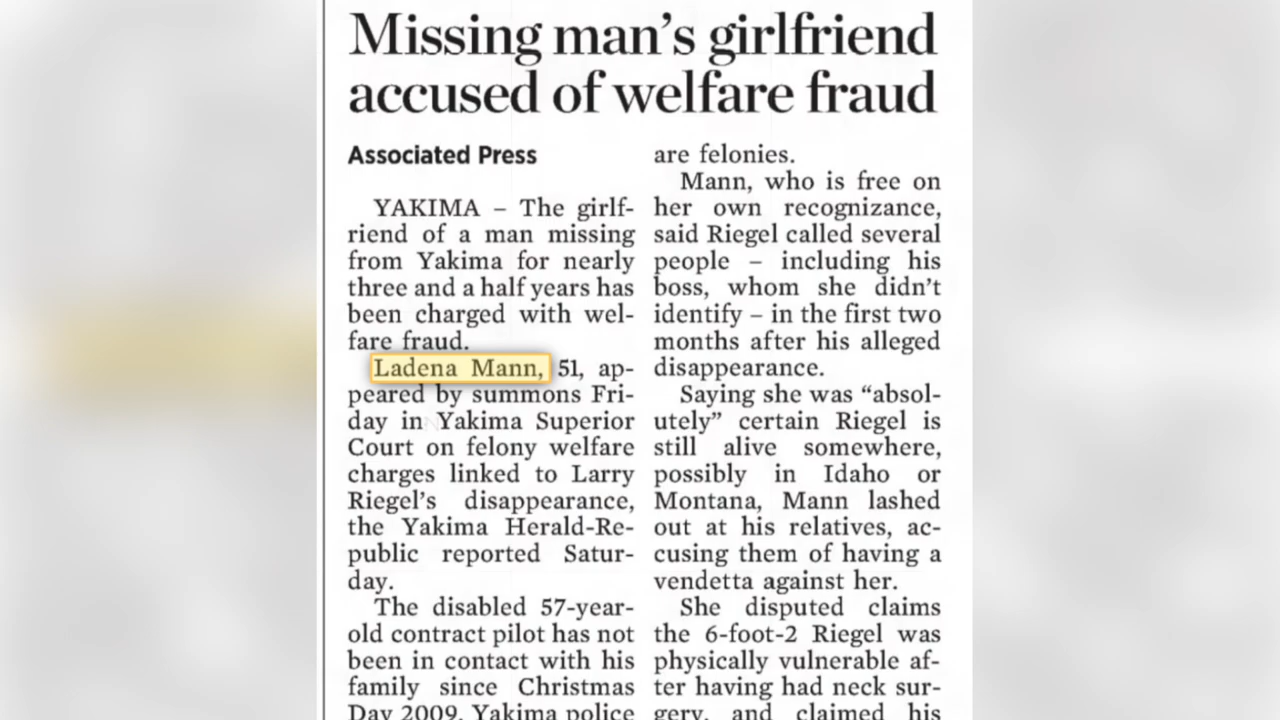 Missing man's girlfriend
accused of welfare fraud
Associated Press
YAKIMA – The girlf-
riend of a man missing
from Yakima for nearly
three and a half years has
been charged with wel-
fare fraud.
Ladena Mann, 51, ap-
peared by summons Fri-
day in Yakima Superior
Court on felony welfare
charges linked to Larry
Riegel's disappearance,
the Yakima Herald-Re-
public reported Satur-
day.
The disabled 57-year-
old contract pilot has not
been in contact with his
family since Christmas
Day 2009. Yakima police
are felonies.
Mann, who is free on
her own recognizance,
said Riegel called several
people – including his
boss, whom she didn't
identify – in the first two
months after his alleged
disappearance.
Saying she was “absol-
utely” certain Riegel is
still alive somewhere,
possibly in Idaho or
Montana, Mann lashed
out at his relatives, ac-
cusing them of having a
vendetta against her.
She disputed claims
the 6-foot-2 Riegel was
physically vulnerable af-
ter having had neck sur-
gery, and claimed his